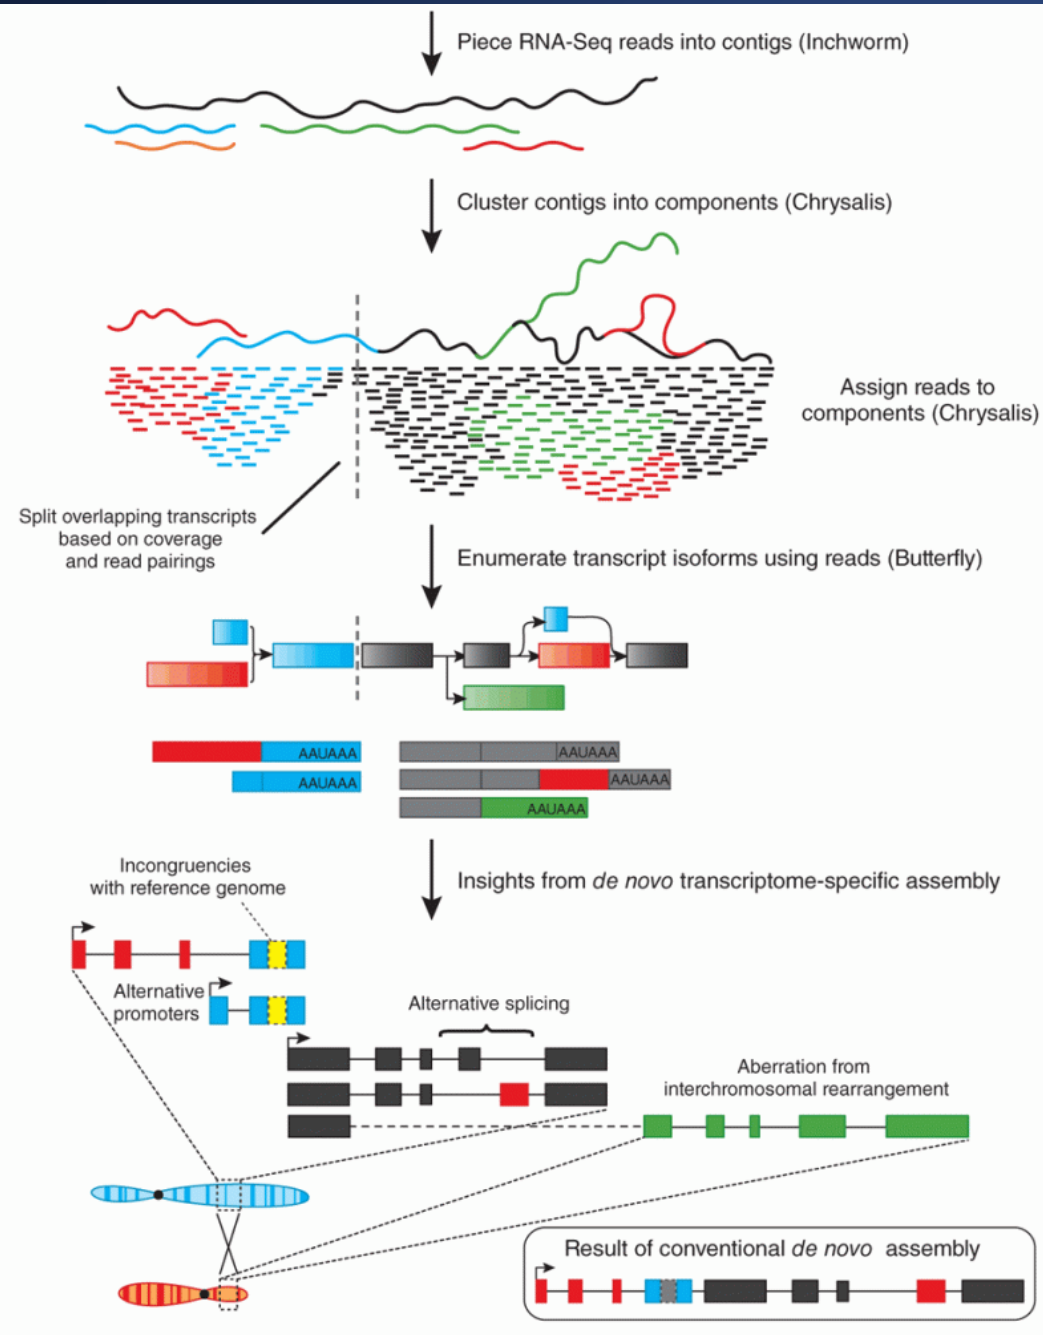 Piece RNA-Seq reads into contigs (Inchworm)
Cluster contigs into components (Chrysalis)
Assign reads to
components (Chrysalis)
Split overlapping transcripts
based on coverage
and read pairings
Enumerate transcript isoforms using reads (Butterfly)
AAUAAA
AAUAAA
AAUAAA
AAUAAA
AAUAAA
Insights from de novo transcriptome-specific assembly
Incongruencies
with reference genome
Alternative
promoters
Alternative splicing
Aberration from
interchromosomal rearrangement
Result of conventional de novo assembly